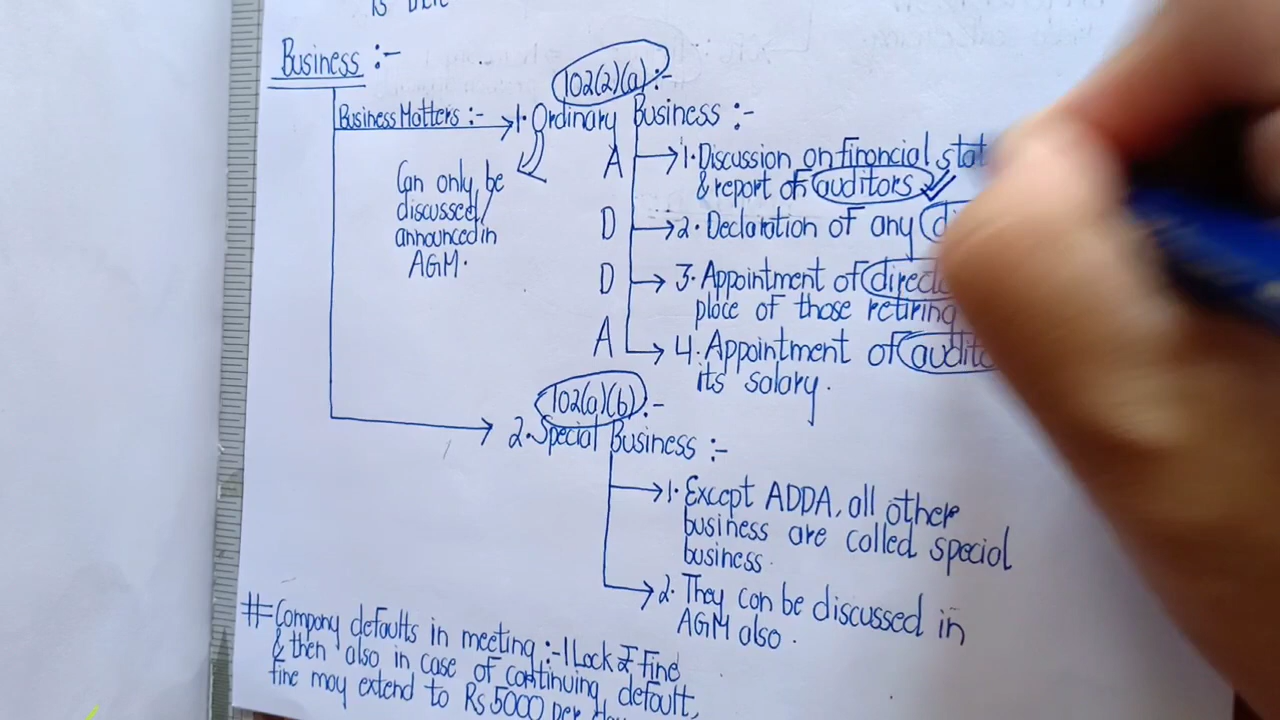 is
Business :-
102(2)(a) :-
Business Matters :- 1. Ordinary Business :-
Can only be
discussed/
announced in
AGM.
A 1. Discussion on financial
& report of auditors
D 2. Declaration of any
D 3. Appointment of
place of those retiring
A 4. Appointment of
its salary.
102(a)(b) :-
2. Special Business :-
1. Except ADDA, all other
business are called special
business.
2. They can be discussed in
AGM also.
# Company defaults in meeting :- 1 Lack ₹ fine
& then also in case of continuing default,
fine may extend to Rs 5000 per